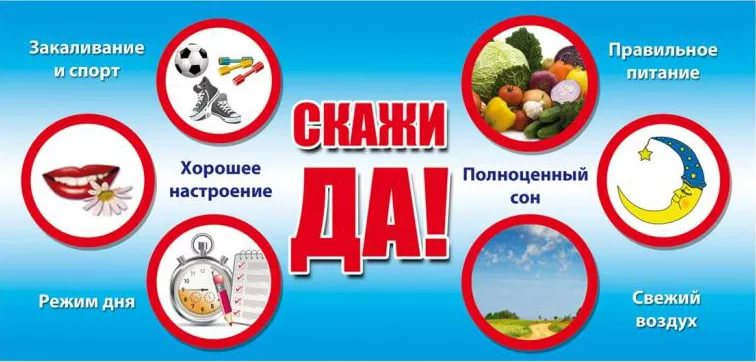 Закаливание
и спорт
Хорошее
настроение
Режим дня
СКАЖИ
ДА!
Правильное
питание
Полноценный
сон
Свежий
воздух